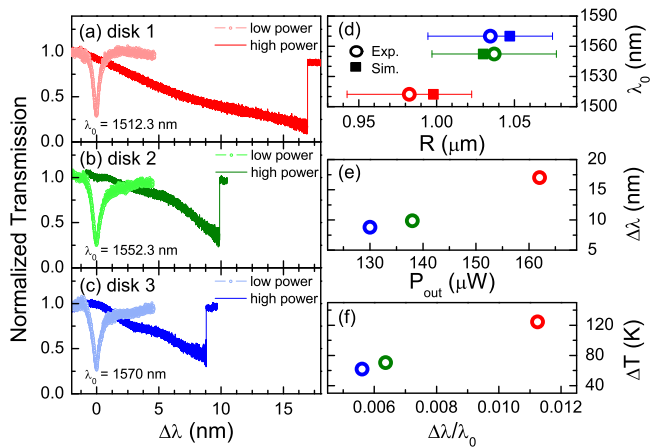 (a) disk 1
low power
high power
λ0 = 1512.3 nm
1.0
0.5
0.0
(b) disk 2
low power
high power
λ0 = 1552.3 nm
1.0
0.5
0.0
(c) disk 3
low power
high power
λ0 = 1570 nm
1.0
0.5
0.0
Normalized Transmission
0 5 10 15
Δλ (nm)
(d)
Exp.
Sim.
1590
1560
1530
1500
λ0 (nm)
0.95 1.00 1.05
R (μm)
(e)
20
15
10
5
Δλ (nm)
130 140 150 160
Pout (μW)
(f)
120
80
40
ΔT (K)
0.006 0.008 0.010 0.012
Δλ/λ0